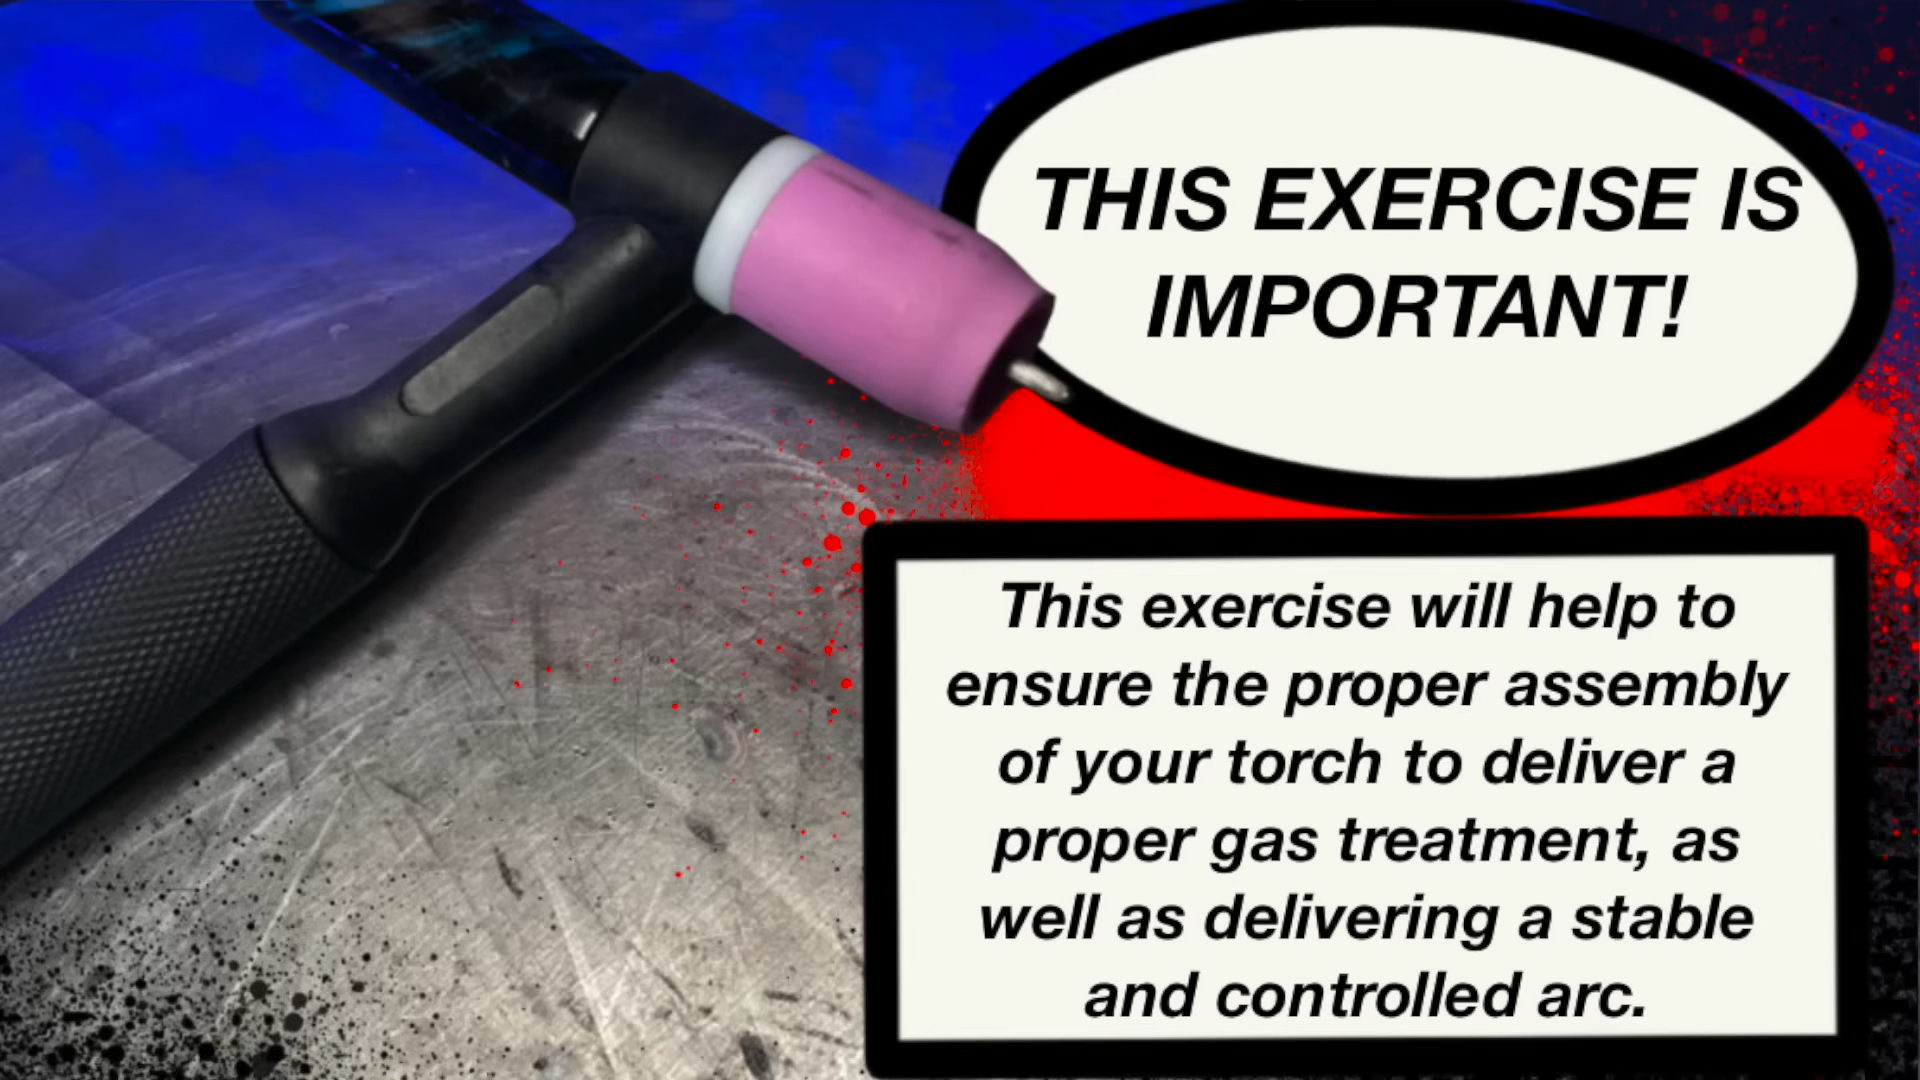 THIS EXERCISE IS
IMPORTANT!
This exercise will help to
ensure the proper assembly
of your torch to deliver a
proper gas treatment, as
well as delivering a stable
and controlled arc.